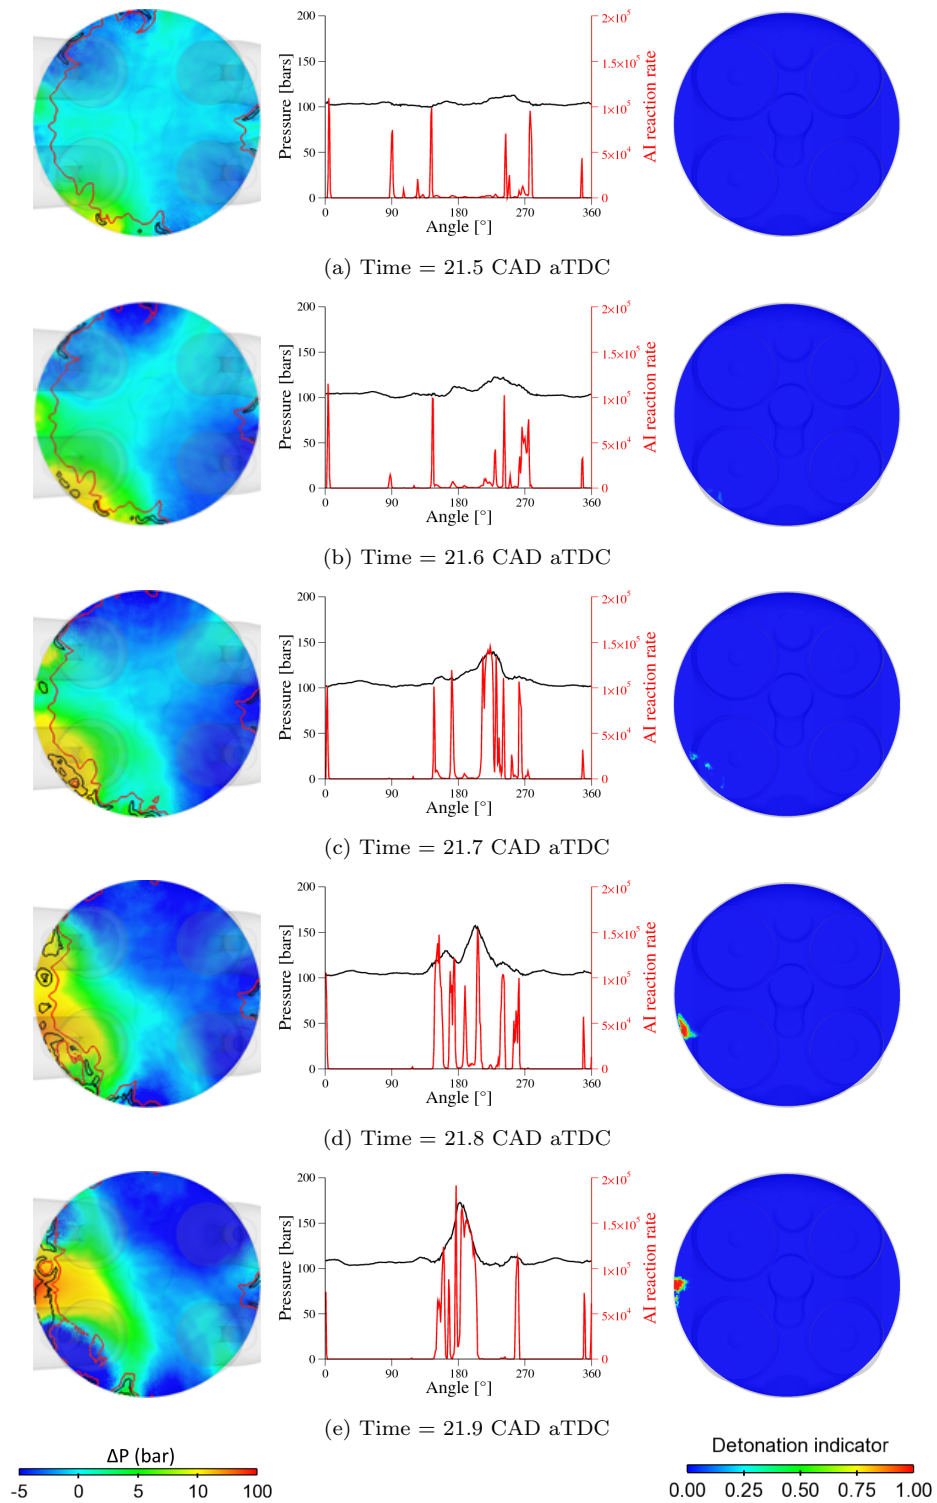 200
150
100
50
0
Pressure [bars]
2×10⁵
1.5×10⁵
1×10⁵
5×10⁴
0
AI reaction rate
0 90 180 270 360
Angle [°]
(a) Time = 21.5 CAD aTDC
200
150
100
50
0
Pressure [bars]
2×10⁵
1.5×10⁵
1×10⁵
5×10⁴
0
AI reaction rate
0 90 180 270 360
Angle [°]
(b) Time = 21.6 CAD aTDC
200
150
100
50
0
Pressure [bars]
2×10⁵
1.5×10⁵
1×10⁵
5×10⁴
0
AI reaction rate
0 90 180 270 360
Angle [°]
(c) Time = 21.7 CAD aTDC
200
150
100
50
0
Pressure [bars]
2×10⁵
1.5×10⁵
1×10⁵
5×10⁴
0
AI reaction rate
0 90 180 270 360
Angle [°]
(d) Time = 21.8 CAD aTDC
200
150
100
50
0
Pressure [bars]
2×10⁵
1.5×10⁵
1×10⁵
5×10⁴
0
AI reaction rate
0 90 180 270 360
Angle [°]
(e) Time = 21.9 CAD aTDC
ΔP (bar)
-5 0 5 10 100
Detonation indicator
0.00 0.25 0.50 0.75 1.00